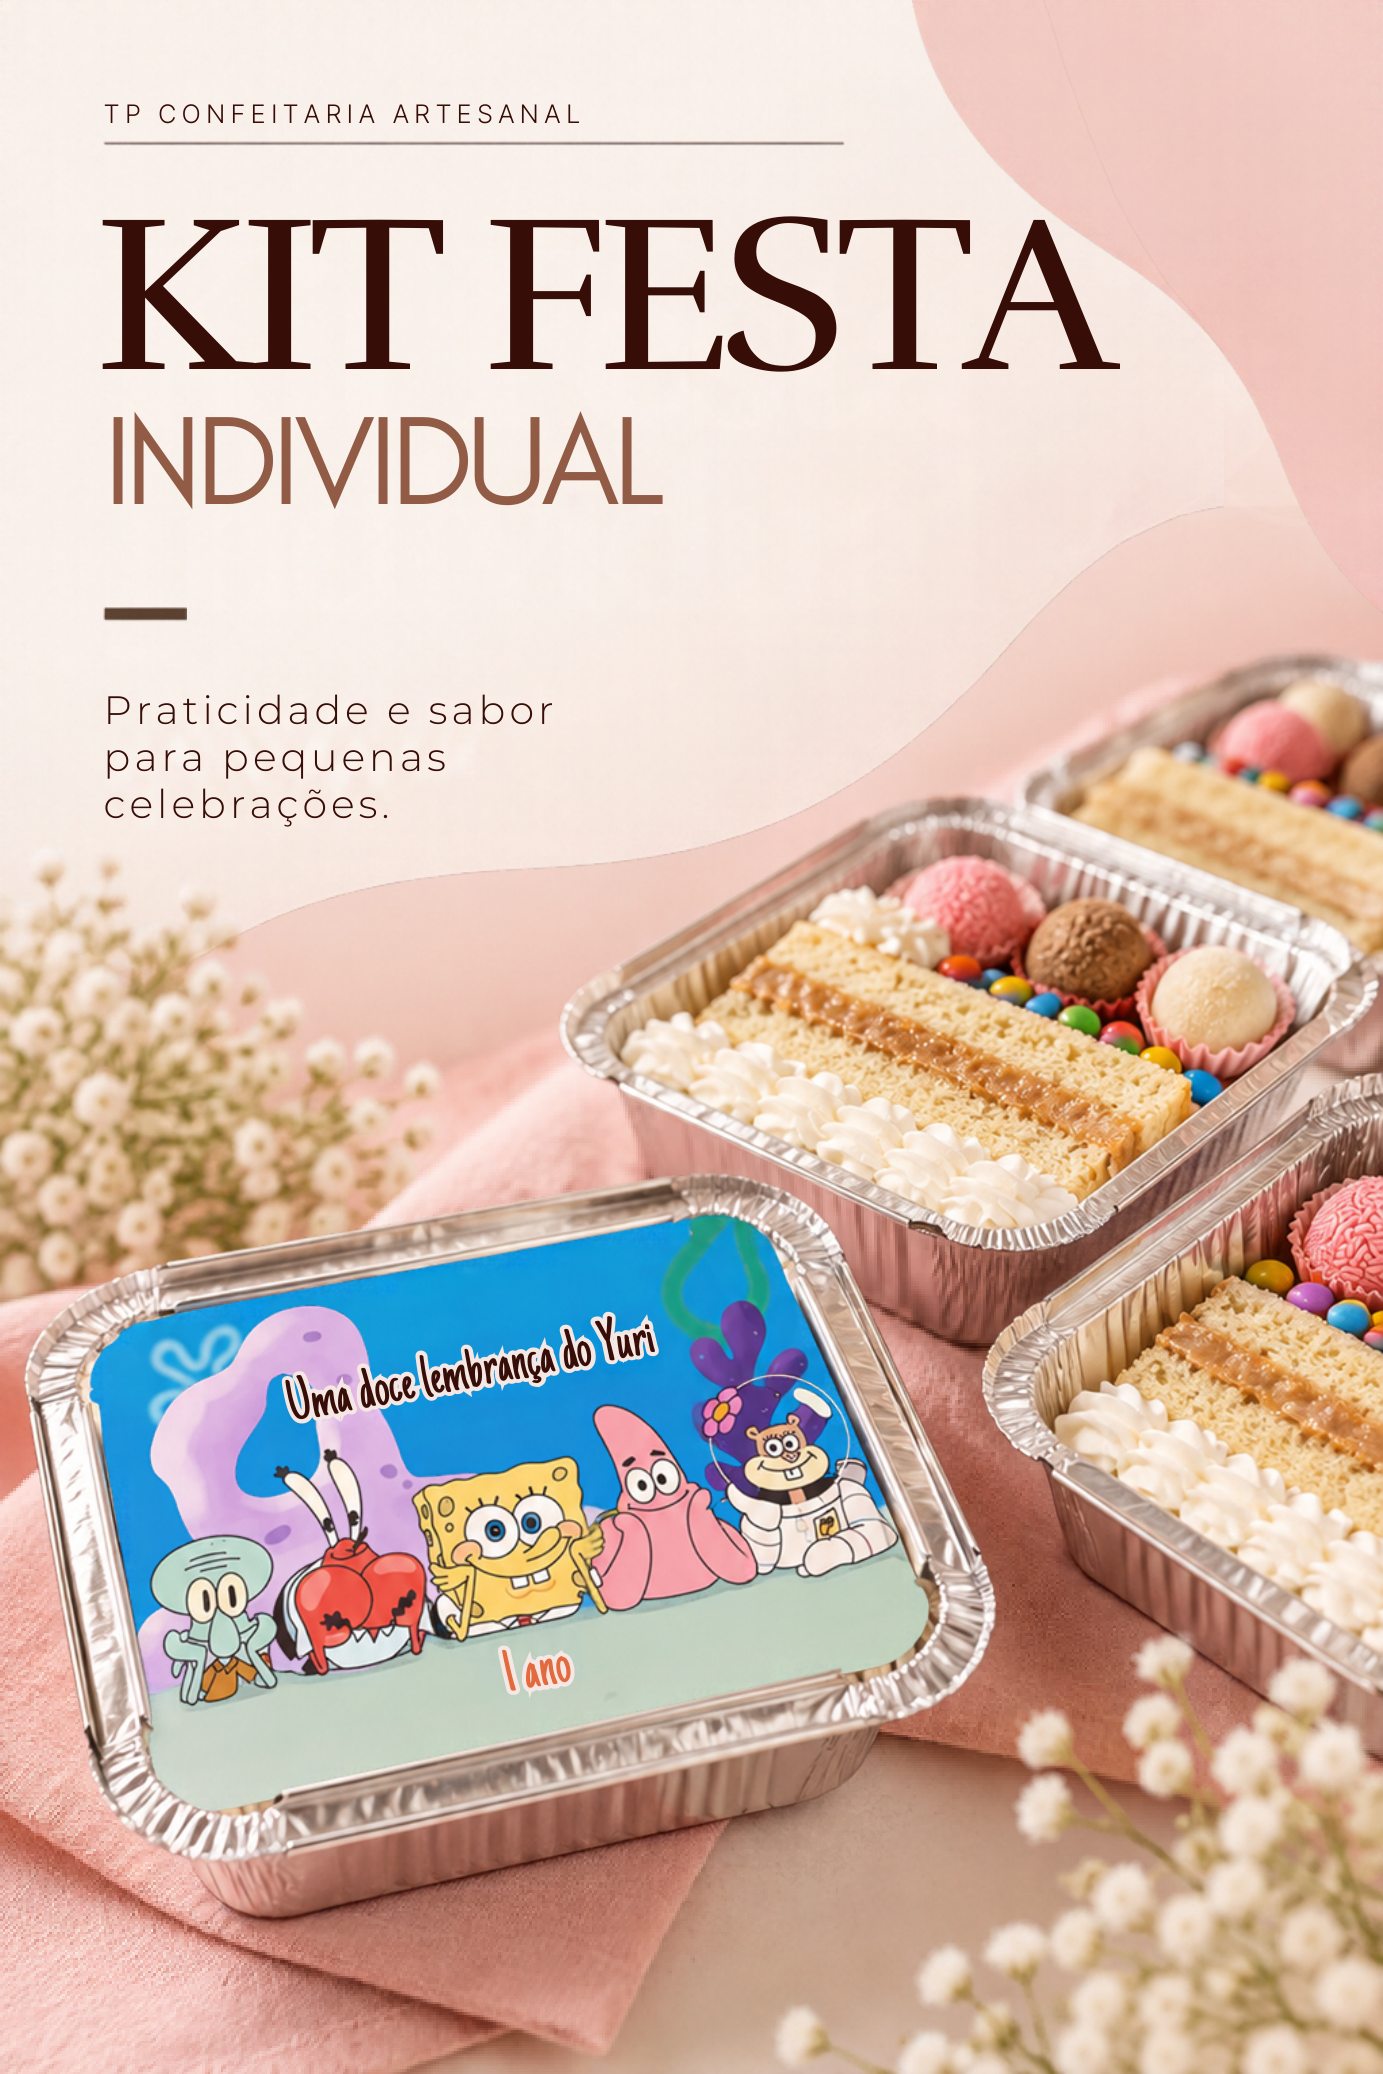 TP CONFEITARIA ARTESANAL
KIT FESTA
INDIVIDUAL
Praticidade e sabor
para pequenas
celebrações.
Uma doce lembrança do Yuri
1 ano